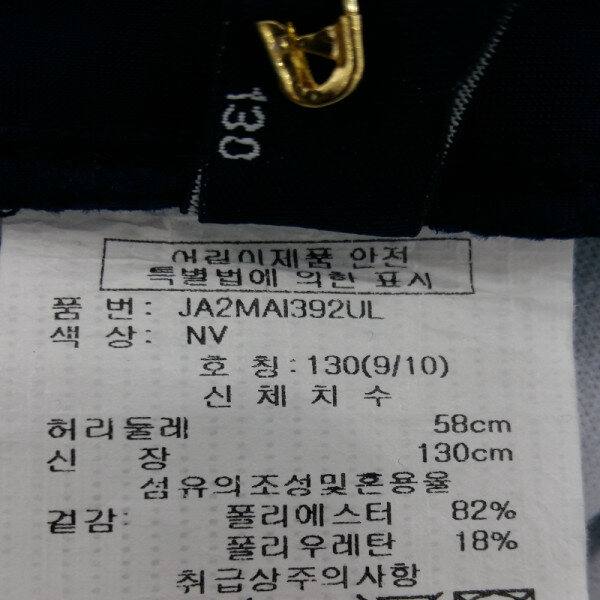 130
어린이제품 안전
특별법에 의한 표시
품 번: JA2MAI392UL
색 상: NV
호 칭:130(9/10)
신 체 치 수
허리둘레 58cm
신 장 130cm
섬유의조성및혼용율
겉감: 폴리에스터 82%
폴리우레탄 18%
취급상주의사항